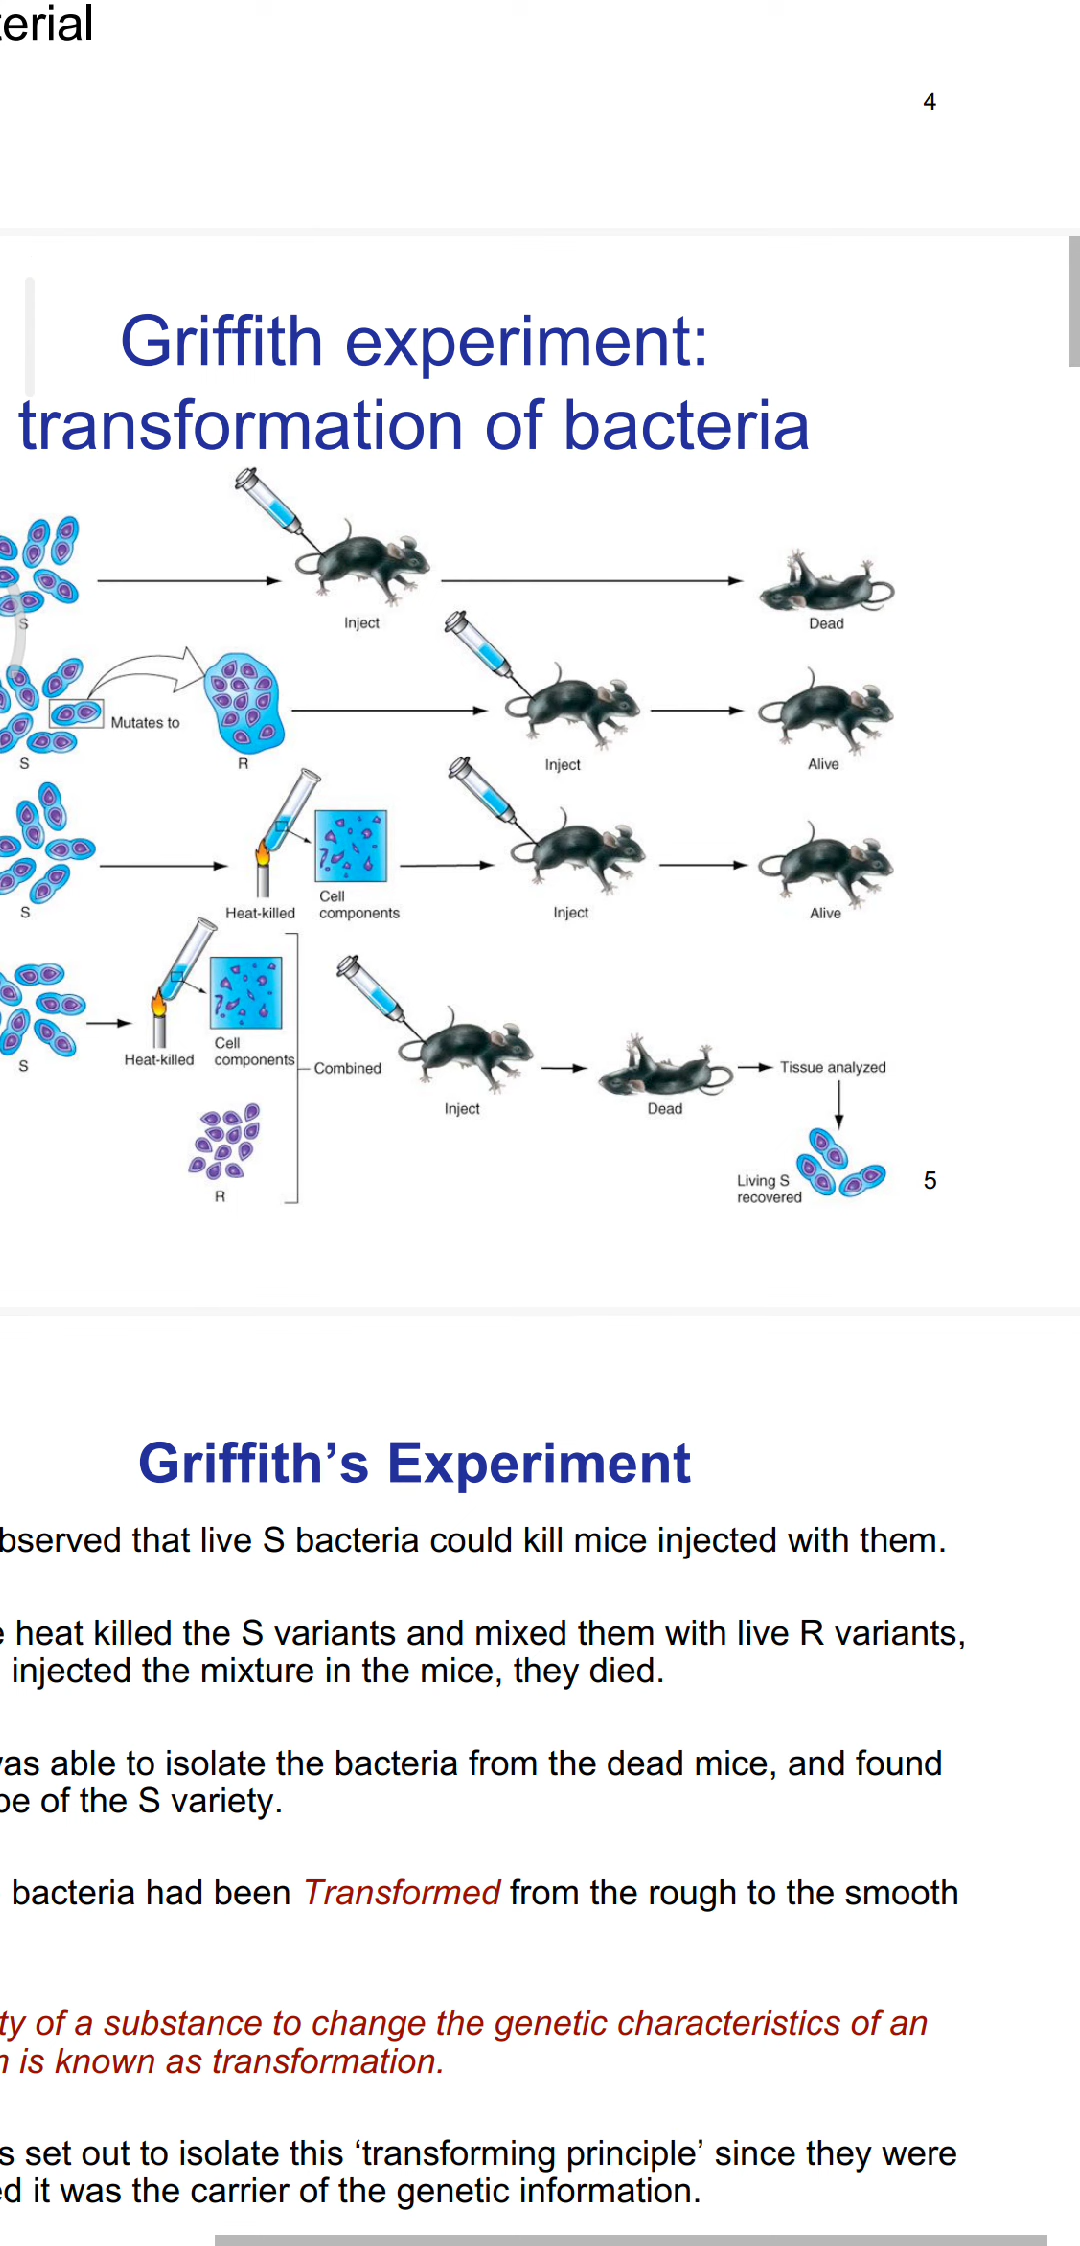 erial
4
Griffith experiment:
transformation of bacteria
S
Inject
Dead
Mutates to
S
R
Inject
Alive
S
Heat-killed
Cell
components
Inject
Alive
S
Heat-killed
Cell
components
Combined
R
Inject
Dead
Tissue analyzed
Living S
recovered
5
Griffith’s Experiment
bserved that live S bacteria could kill mice injected with them.
e heat killed the S variants and mixed them with live R variants,
injected the mixture in the mice, they died.
as able to isolate the bacteria from the dead mice, and found
pe of the S variety.
bacteria had been Transformed from the rough to the smooth
ty of a substance to change the genetic characteristics of an
n is known as transformation.
s set out to isolate this ‘transforming principle’ since they were
ed it was the carrier of the genetic information.